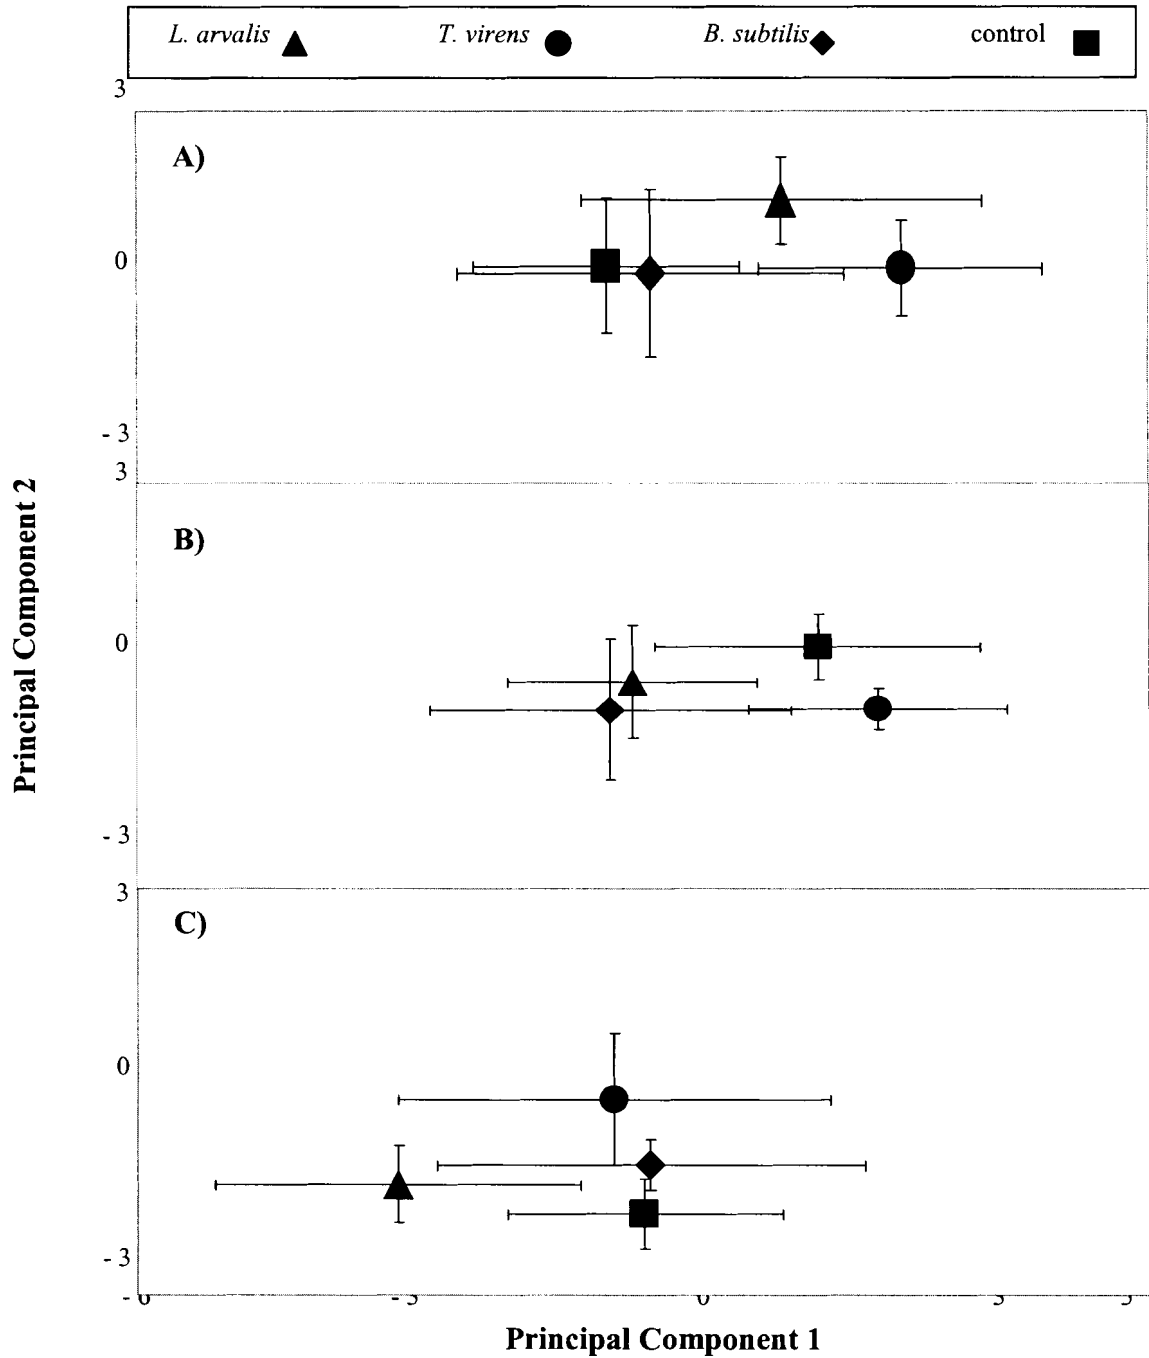 L. arvalis T. virens B. subtilis control
3
A)
0
- 3
3
B)
0
- 3
3
C)
0
- 3
Principal Component 2
0
Principal Component 1